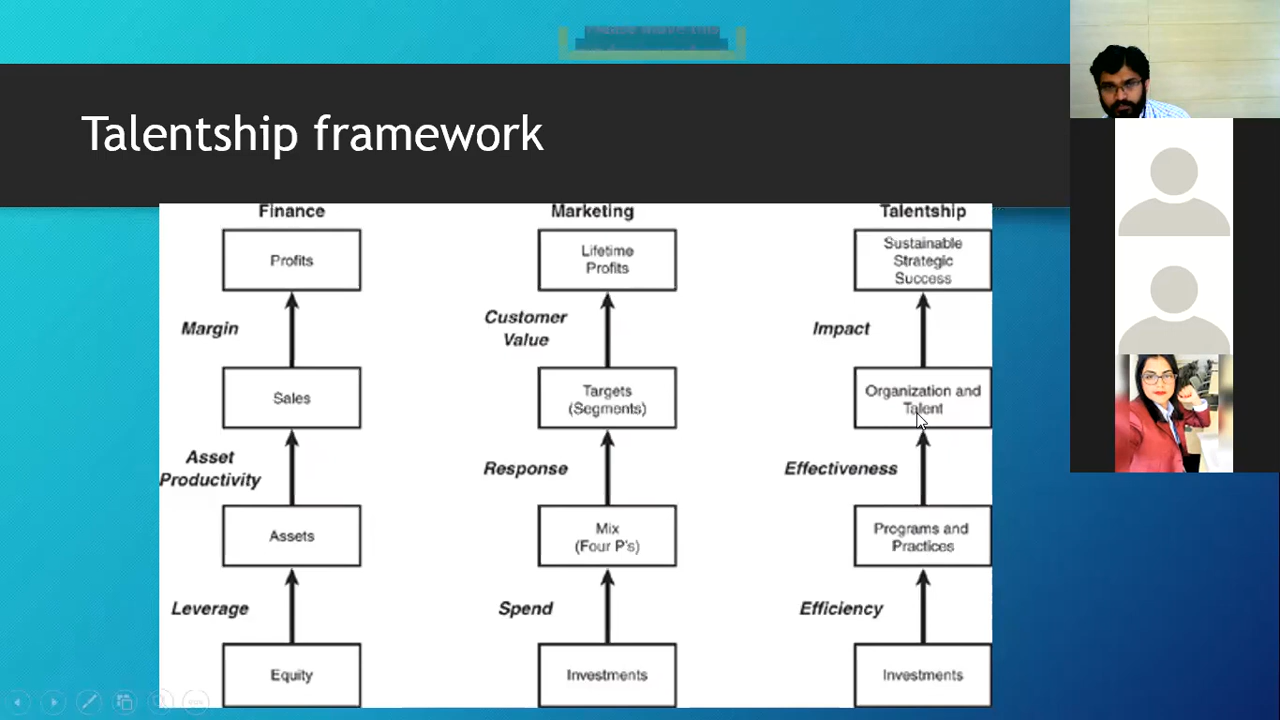 Talentship framework
Finance
Marketing
Talentship
Profits
Lifetime
Profits
Sustainable
Strategic
Success
Margin
Customer
Value
Impact
Sales
Targets
(Segments)
Organization and
Talent
Asset
Productivity
Response
Effectiveness
Assets
Mix
(Four P's)
Programs and
Practices
Leverage
Spend
Efficiency
Equity
Investments
Investments